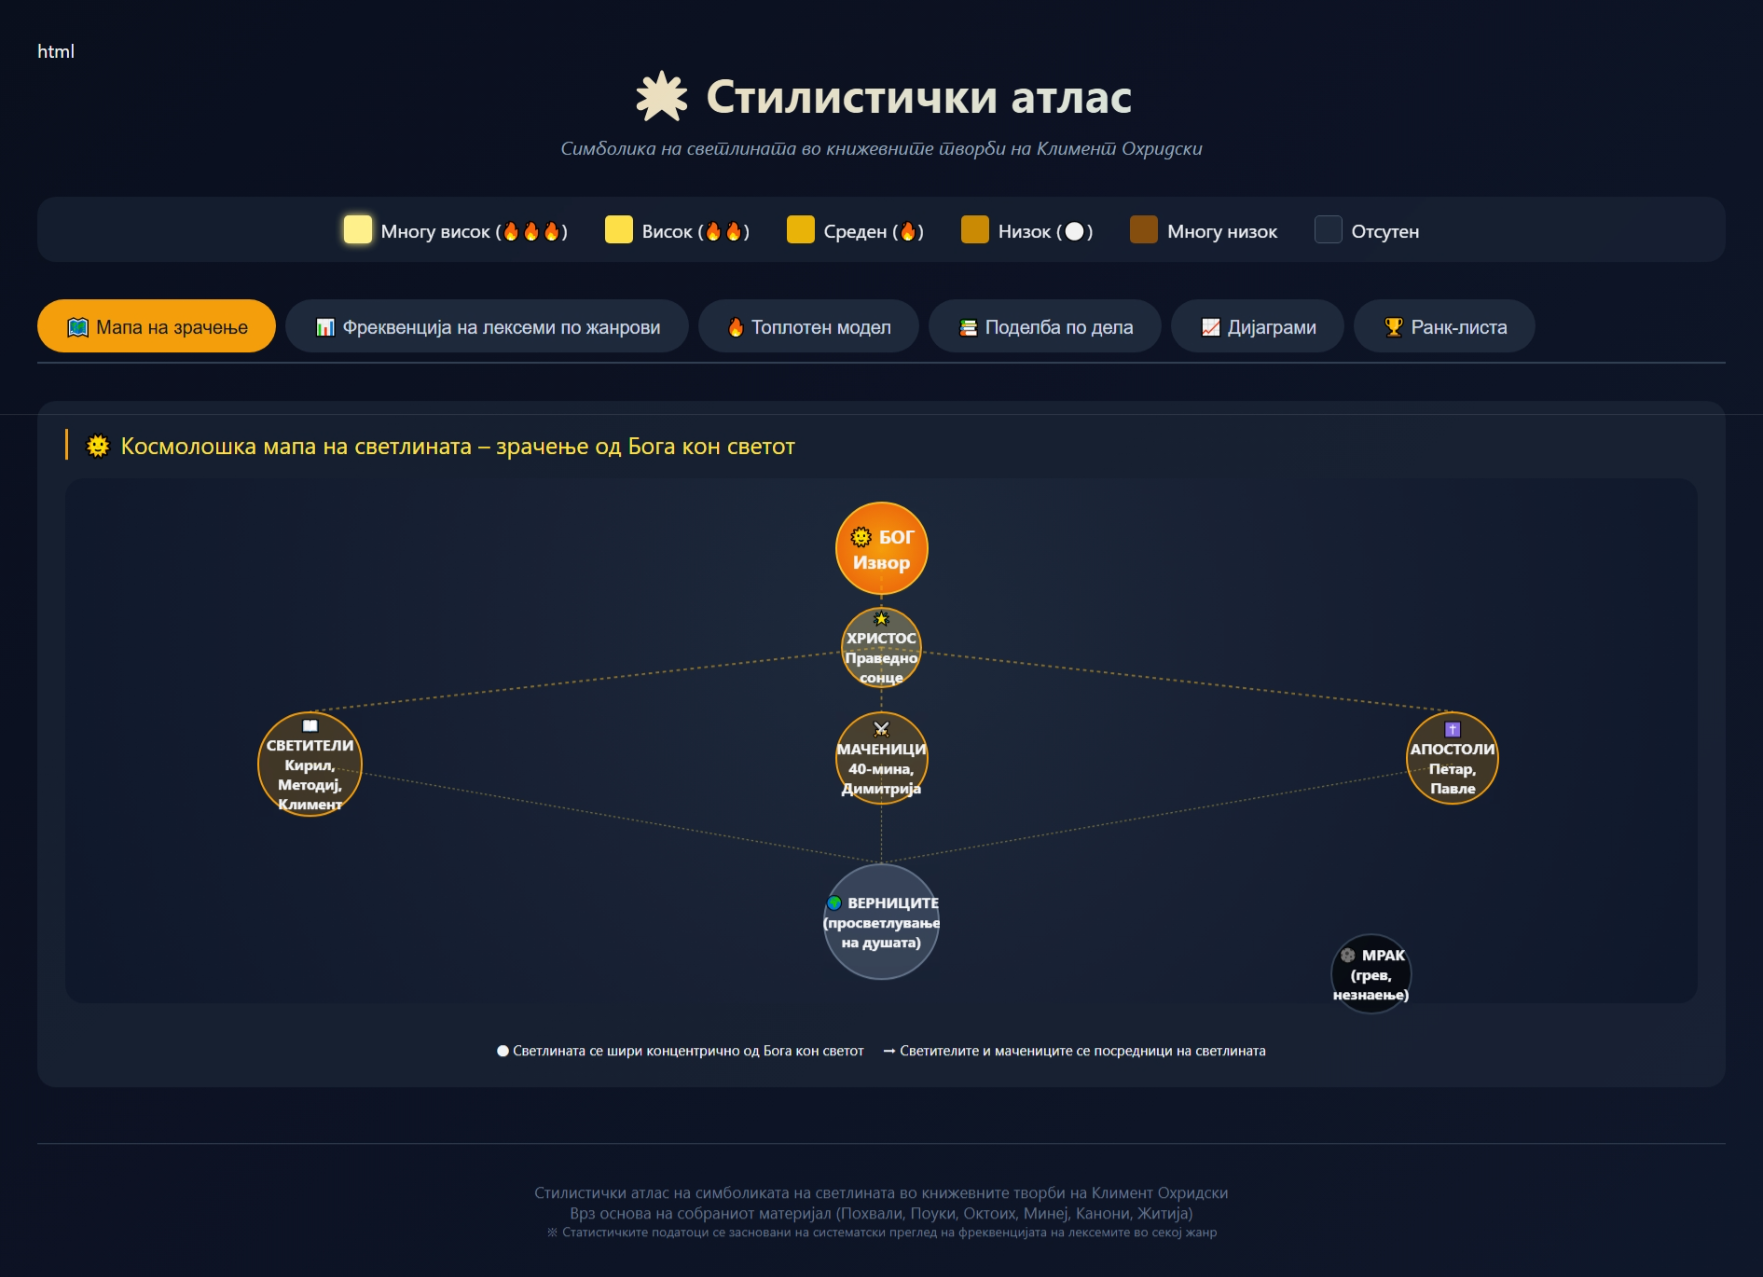 html
Стилистички атлас
Симболика на светлината во книжевните творби на Климент Охридски
Многу висок (🔥🔥🔥)
Висок (🔥🔥)
Среден (🔥)
Низок (⚪)
Многу низок
Отсутен
🗺️ Мапа на зрачење
📊 Фреквенција на лексеми по жанрови
🔥 Топлотен модел
📚 Поделба по дела
📈 Дијаграми
🏆 Ранк-листа
🌞 Космолошка мапа на светлината – зрачење од Бога кон светот
🌞 БОГ
Извор
🌟
ХРИСТОС
Праведно
сонце
📖
СВЕТИТЕЛИ
Кирил,
Методиј,
Климент
⚔️
МАЧЕНИЦИ
40-мина,
Димитрија
✝️
АПОСТОЛИ
Петар,
Павле
🌍 ВЕРНИЦИТЕ
(просветлување
на душата)
МРАК
(грев,
незнаење)
⚪ Светлината се шири концентрично од Бога кон светот
→ Светителите и мачениците се посредници на светлината
Стилистички атлас на симболиката на светлината во книжевните творби на Климент Охридски
Врз основа на собраниот материјал (Похвали, Поуки, Октоих, Минеј, Канони, Житија)
※ Статистичките податоци се засновани на систематски преглед на фреквенцијата на лексемите во секој жанр